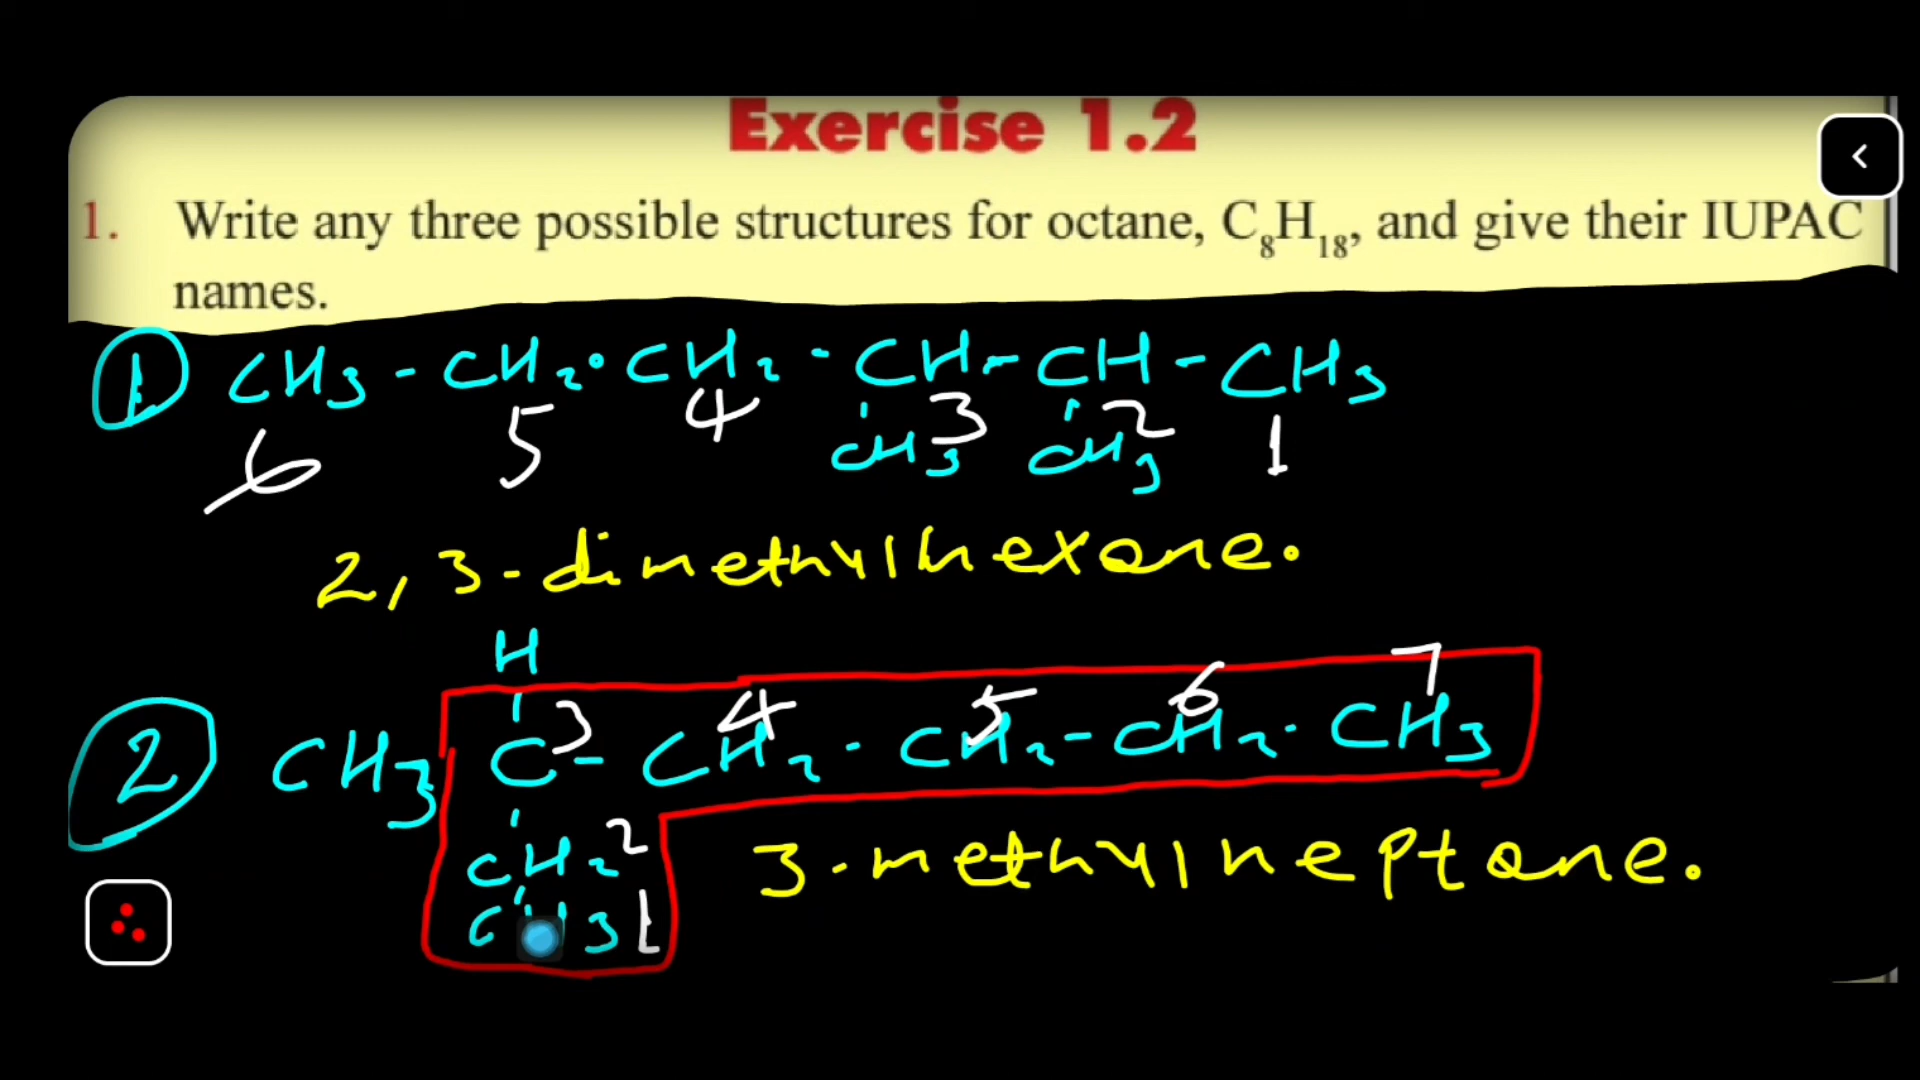 Exercise 1.2
1. Write any three possible structures for octane, C₈H₁₈, and give their IUPAC
names.
1 CH₃ - CH₂ · CH₂ - CH - CH - CH₃
CH₃ CH₃
6 5 4 3 2 1
2,3-dimethylhexane.
H
3 4 5 6 7
2 CH₃ C - CH₂ - CH₂ - CH₂ - CH₃
CH₂ 2
CH3 1
3-methylheptane.